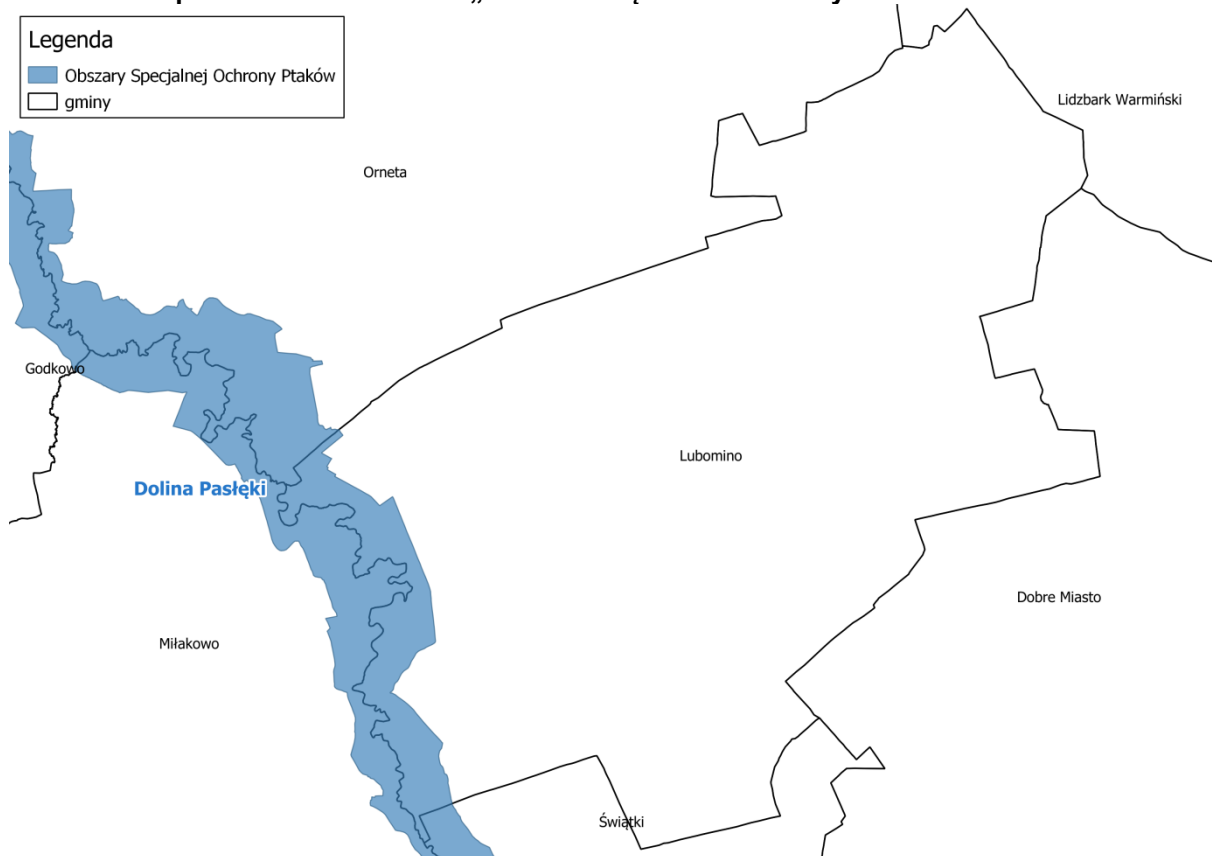 Legenda
Obszary Specjalnej Ochrony Ptaków
gminy
Lidzbark Warmiński
Orneta
Godkowo
Lubomino
Dolina Pasłęki
Dobre Miasto
Miłakowo
Świątki